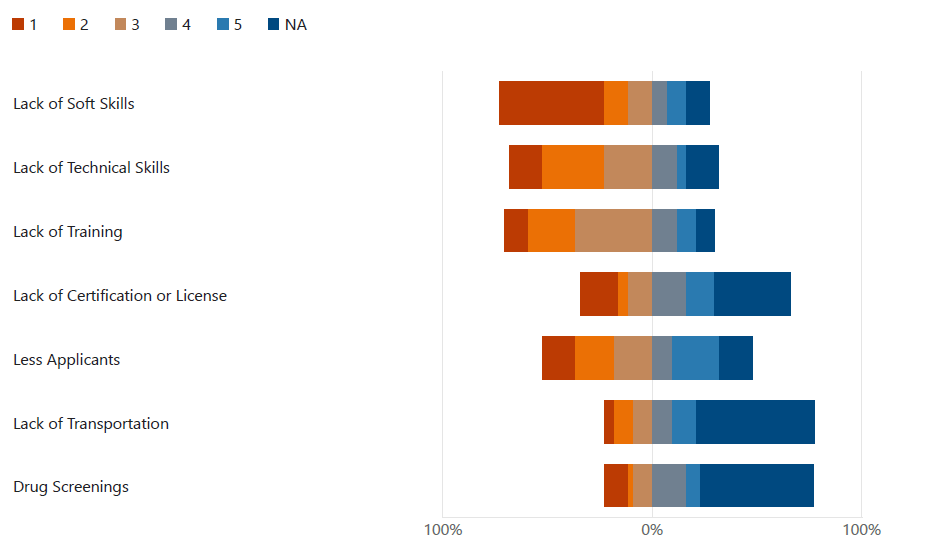 1 2 3 4 5 NA
Lack of Soft Skills
Lack of Technical Skills
Lack of Training
Lack of Certification or License
Less Applicants
Lack of Transportation
Drug Screenings
100% 0% 100%